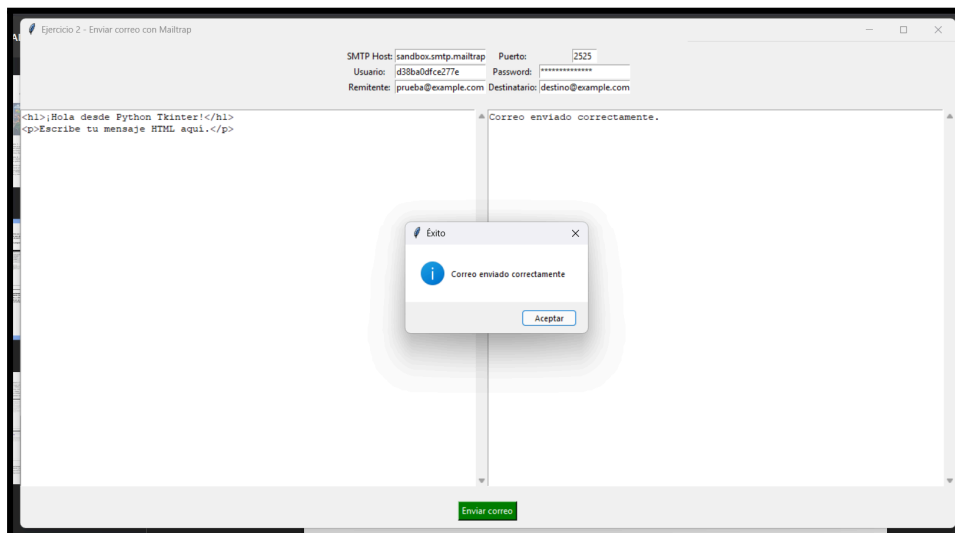 Ejercicio 2 - Enviar correo con Mailtrap
SMTP Host: sandbox.smtp.mailtrap Puerto: 2525
Usuario: d38ba0dfce277e Password: **************
Remitente: prueba@example.com Destinatario: destino@example.com
<h1>¡Hola desde Python Tkinter!</h1>
<p>Escribe tu mensaje HTML aquí.</p>
Correo enviado correctamente.
Éxito
Correo enviado correctamente
Aceptar
Enviar correo